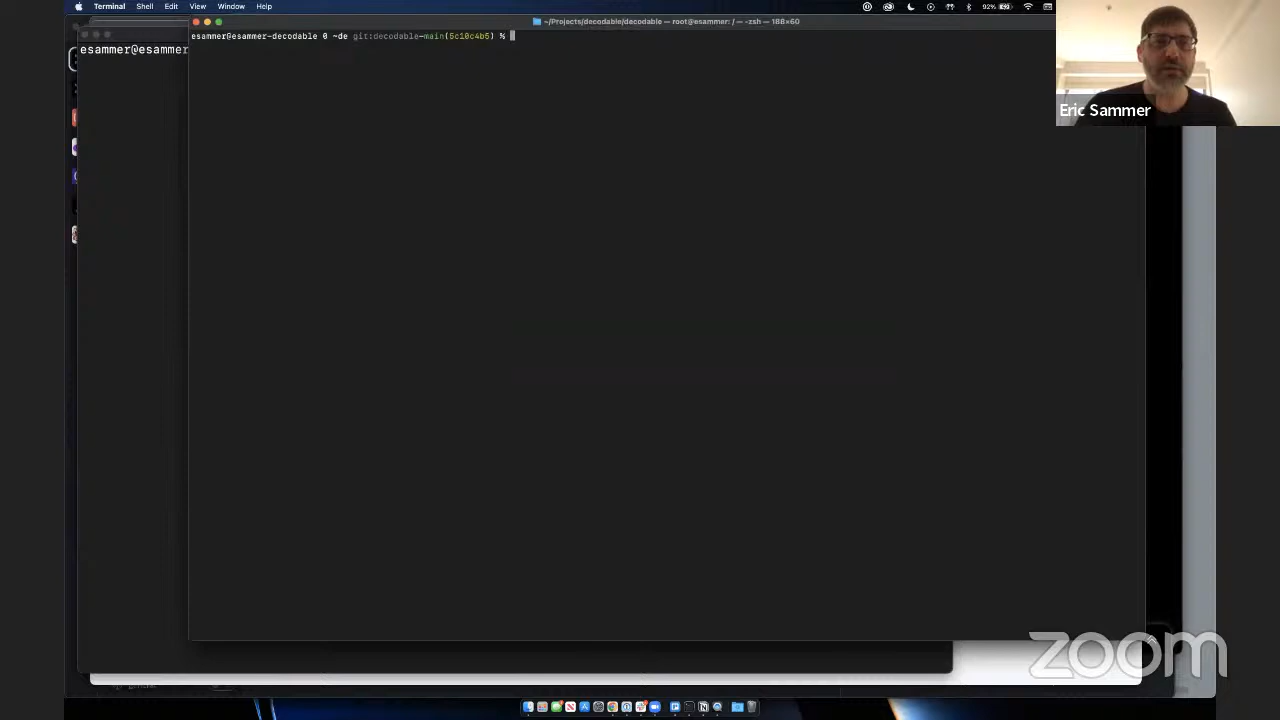 Terminal Shell Edit View Window Help
92%
~/Projects/decodable/decodable — root@esammer: / — -zsh — 188×60
esammer@esammer-decodable 0 ~de git:decodable-main(5c10c4b5) %
esammer@esammer
Eric Sammer
zoom